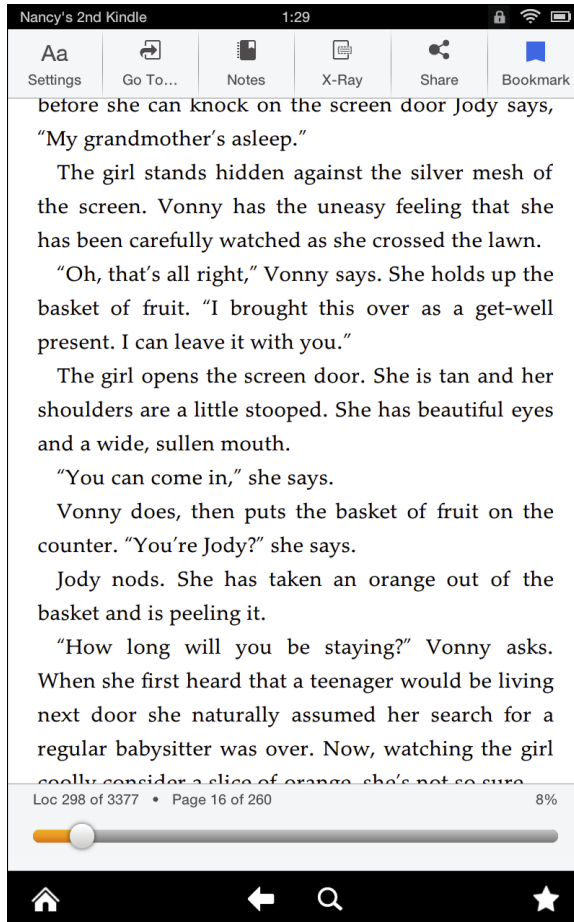 Nancy's 2nd Kindle 1:29
Aa
Settings Go To... Notes X-Ray Share Bookmark
before she can knock on the screen door Jody says,
“My grandmother’s asleep.”
The girl stands hidden against the silver mesh of
the screen. Vonny has the uneasy feeling that she
has been carefully watched as she crossed the lawn.
“Oh, that’s all right,” Vonny says. She holds up the
basket of fruit. “I brought this over as a get-well
present. I can leave it with you.”
The girl opens the screen door. She is tan and her
shoulders are a little stooped. She has beautiful eyes
and a wide, sullen mouth.
“You can come in,” she says.
Vonny does, then puts the basket of fruit on the
counter. “You’re Jody?” she says.
Jody nods. She has taken an orange out of the
basket and is peeling it.
“How long will you be staying?” Vonny asks.
When she first heard that a teenager would be living
next door she naturally assumed her search for a
regular babysitter was over. Now, watching the girl
coolly consider a slice of orange, she’s not so sure.
Loc 298 of 3377 • Page 16 of 260 8%